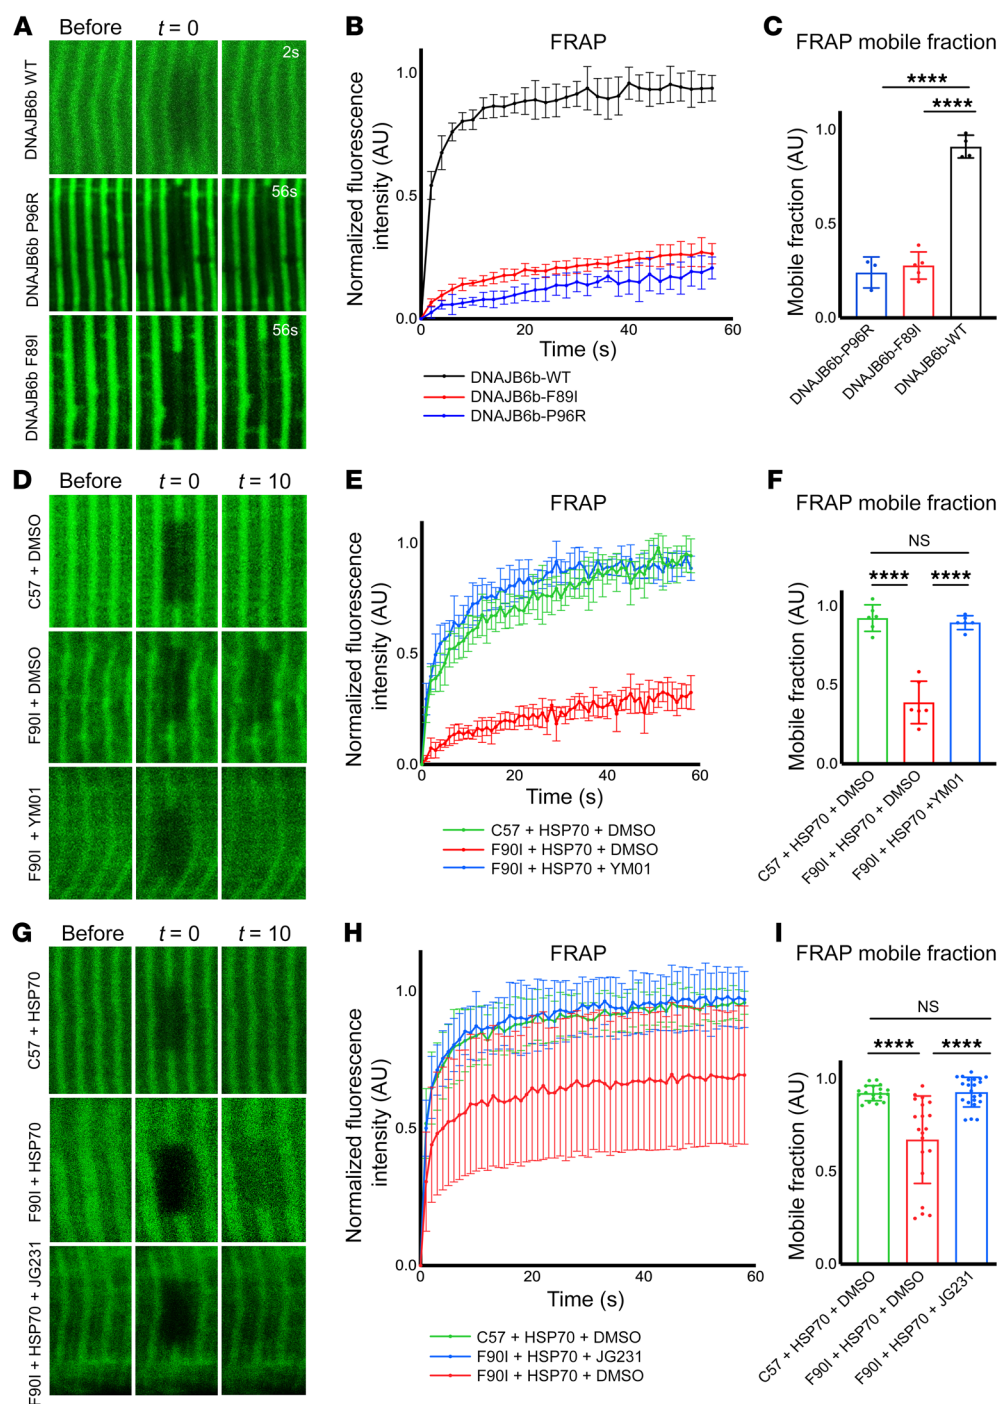 A
Before
t = 0
2s
DNAJB6b WT
56s
DNAJB6b P96R
56s
DNAJB6b F89I
B
FRAP
Normalized fluorescence
intensity (AU)
1.0
0.5
0.0
0
20
40
60
Time (s)
DNAJB6b-WT
DNAJB6b-F89I
DNAJB6b-P96R
C
FRAP mobile fraction
****
****
Mobile fraction (AU)
1.0
0.5
0.0
DNAJB6b-P96R
DNAJB6b-F89I
DNAJB6b-WT
D
Before
t = 0
t = 10
C57 + DMSO
F90I + DMSO
F90I + YM01
E
FRAP
Normalized fluorescence
intensity (AU)
1.0
0.5
0.0
0
20
40
60
Time (s)
C57 + HSP70 + DMSO
F90I + HSP70 + DMSO
F90I + HSP70 + YM01
F
FRAP mobile fraction
NS
****
****
Mobile fraction (AU)
1.0
0.5
0.0
C57 + HSP70 + DMSO
F90I + HSP70 + DMSO
F90I + HSP70 +YM01
G
Before
t = 0
t = 10
C57 + HSP70
F90I + HSP70
F90I + HSP70 + JG231
H
FRAP
Normalized fluorescence
intensity (AU)
1.0
0.5
0.0
0
20
40
60
Time (s)
C57 + HSP70 + DMSO
F90I + HSP70 + JG231
F90I + HSP70 + DMSO
I
FRAP mobile fraction
NS
****
****
Mobile fraction (AU)
1.0
0.5
0.0
C57 + HSP70 + DMSO
F90I + HSP70 + DMSO
F90I + HSP70 + JG231